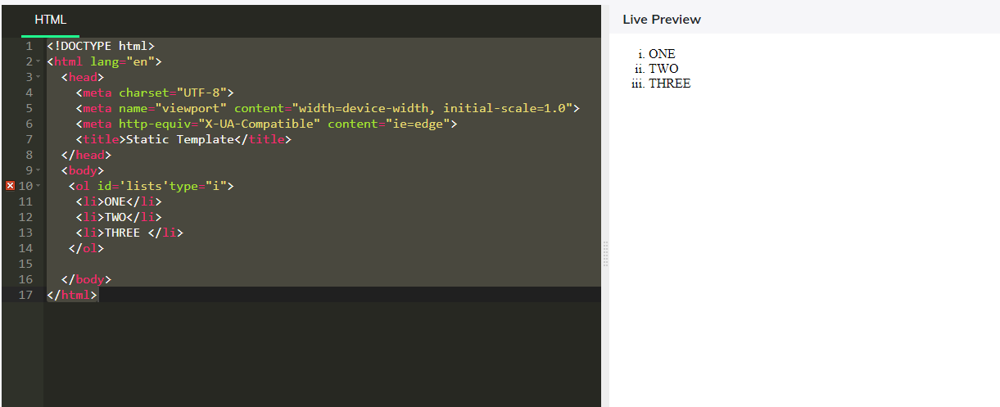 HTML
Live Preview
1 <!DOCTYPE html>
2 <html lang="en">
3 <head>
4 <meta charset="UTF-8">
5 <meta name="viewport" content="width=device-width, initial-scale=1.0">
6 <meta http-equiv="X-UA-Compatible" content="ie=edge">
7 <title>Static Template</title>
8 </head>
9 <body>
10 <ol id='lists'type="i">
11 <li>ONE</li>
12 <li>TWO</li>
13 <li>THREE </li>
14 </ol>
15
16 </body>
17 </html>
i. ONE
ii. TWO
iii. THREE